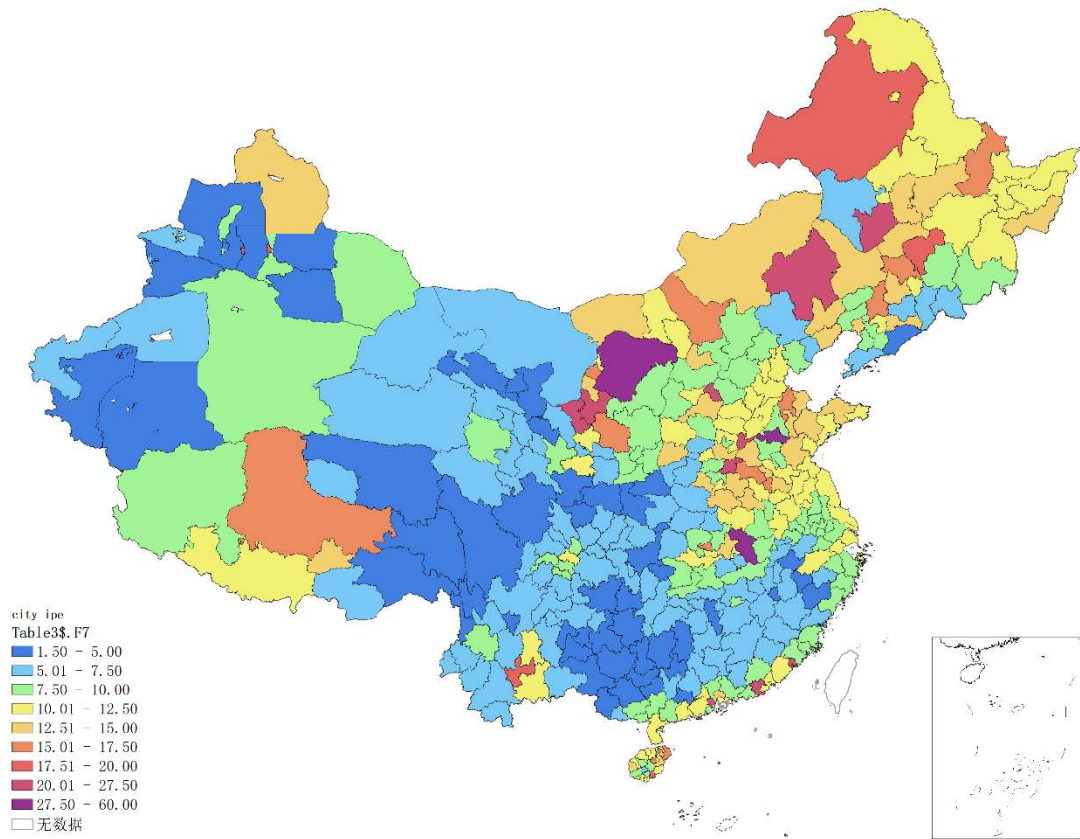 city ipe
Table3$.F7
1.50 - 5.00
5.01 - 7.50
7.50 - 10.00
10.01 - 12.50
12.51 - 15.00
15.01 - 17.50
17.51 - 20.00
20.01 - 27.50
27.50 - 60.00
无数据